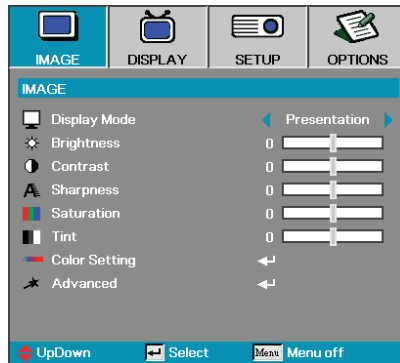 IMAGE DISPLAY SETUP OPTIONS
IMAGE
Display Mode Presentation
Brightness 0
Contrast 0
Sharpness 0
Saturation 0
Tint 0
Color Setting
Advanced
UpDown Select Menu Menu off